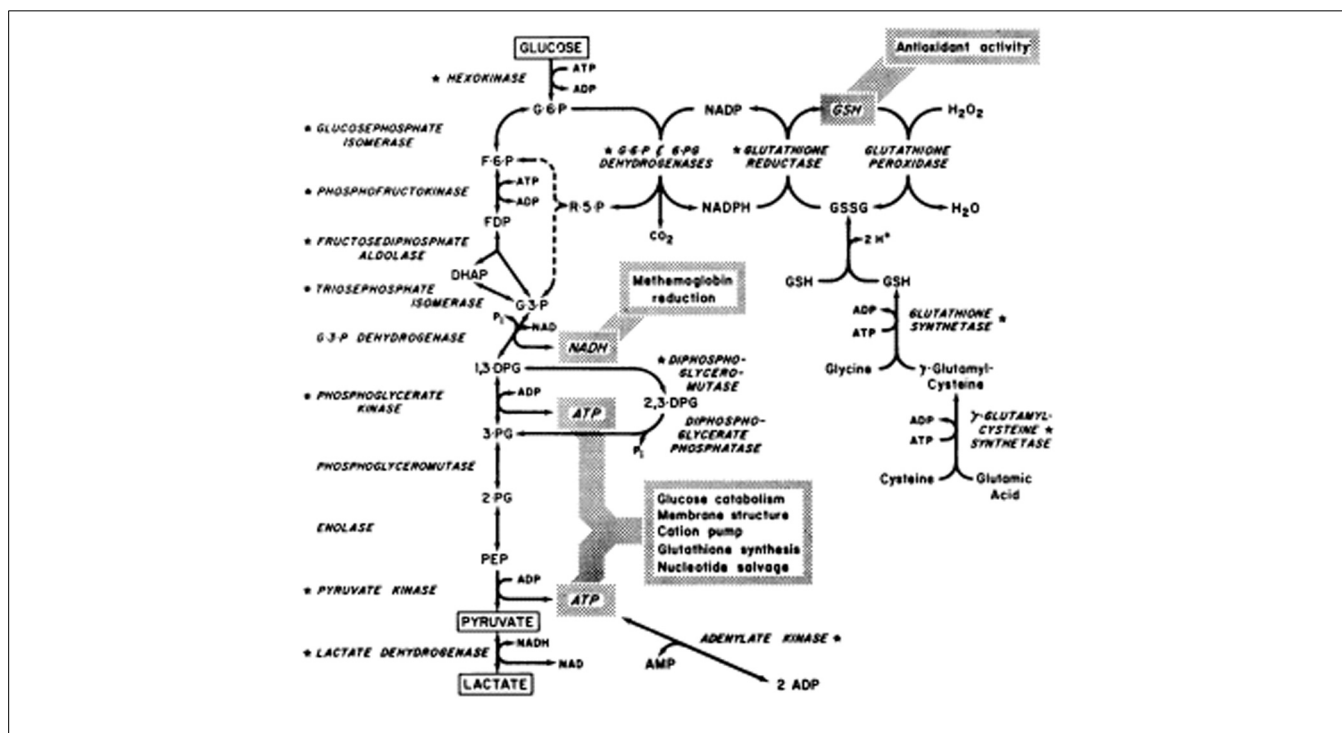 GLUCOSE
Antioxidant activity
ATP
* HEXOKINASE
ADP
G·6·P
NADP
GSH
H2O2
* GLUCOSEPHOSPHATE
ISOMERASE
* G·6·P & 6·PG
DEHYDROGENASES
* GLUTATHIONE
REDUCTASE
GLUTATHIONE
PEROXIDASE
F·6·P
ATP
* PHOSPHOFRUCTOKINASE
ADP
R·5·P
NADPH
GSSG
H2O
FDP
CO2
2 H+
* FRUCTOSEDIPHOSPHATE
ALDOLASE
DHAP
GSH
GSH
* TRIOSEPHOSPHATE
ISOMERASE
G·3·P
Methemoglobin
reduction
Pi
NAD
G·3·P DEHYDROGENASE
NADH
ADP
ATP
GLUTATHIONE
SYNTHETASE *
1,3·DPG
* DIPHOSPHO-
GLYCERO-
MUTASE
Glycine
γ-Glutamyl-
Cysteine
* PHOSPHOGLYCERATE
KINASE
ADP
ATP
2,3·DPG
3·PG
DIPHOSPHO-
GLYCERATE
PHOSPHATASE
Pi
ADP
ATP
γ-GLUTAMYL-
CYSTEINE *
SYNTHETASE
PHOSPHOGLYCEROMUTASE
Cysteine
Glutamic
Acid
2·PG
Glucose catabolism
Membrane structure
Cation pump
Glutathione synthesis
Nucleotide salvage
ENOLASE
PEP
ADP
* PYRUVATE KINASE
ATP
PYRUVATE
NADH
* LACTATE DEHYDROGENASE
NAD
LACTATE
ADENYLATE KINASE *
AMP
2 ADP